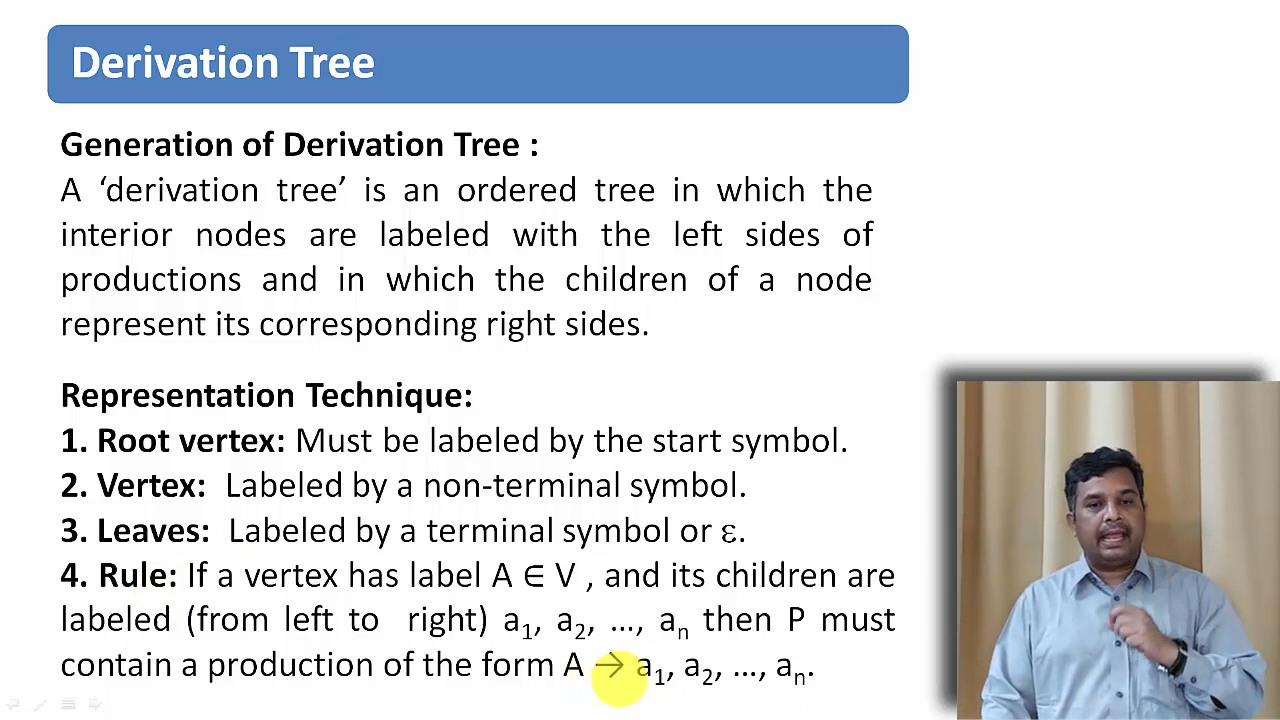 Derivation Tree
Generation of Derivation Tree :
A ‘derivation tree’ is an ordered tree in which the
interior nodes are labeled with the left sides of
productions and in which the children of a node
represent its corresponding right sides.
Representation Technique:
1. Root vertex: Must be labeled by the start symbol.
2. Vertex: Labeled by a non-terminal symbol.
3. Leaves: Labeled by a terminal symbol or ε.
4. Rule: If a vertex has label A ∈ V , and its children are
labeled (from left to right) a₁, a₂, …, aₙ then P must
contain a production of the form A → a₁, a₂, …, aₙ.